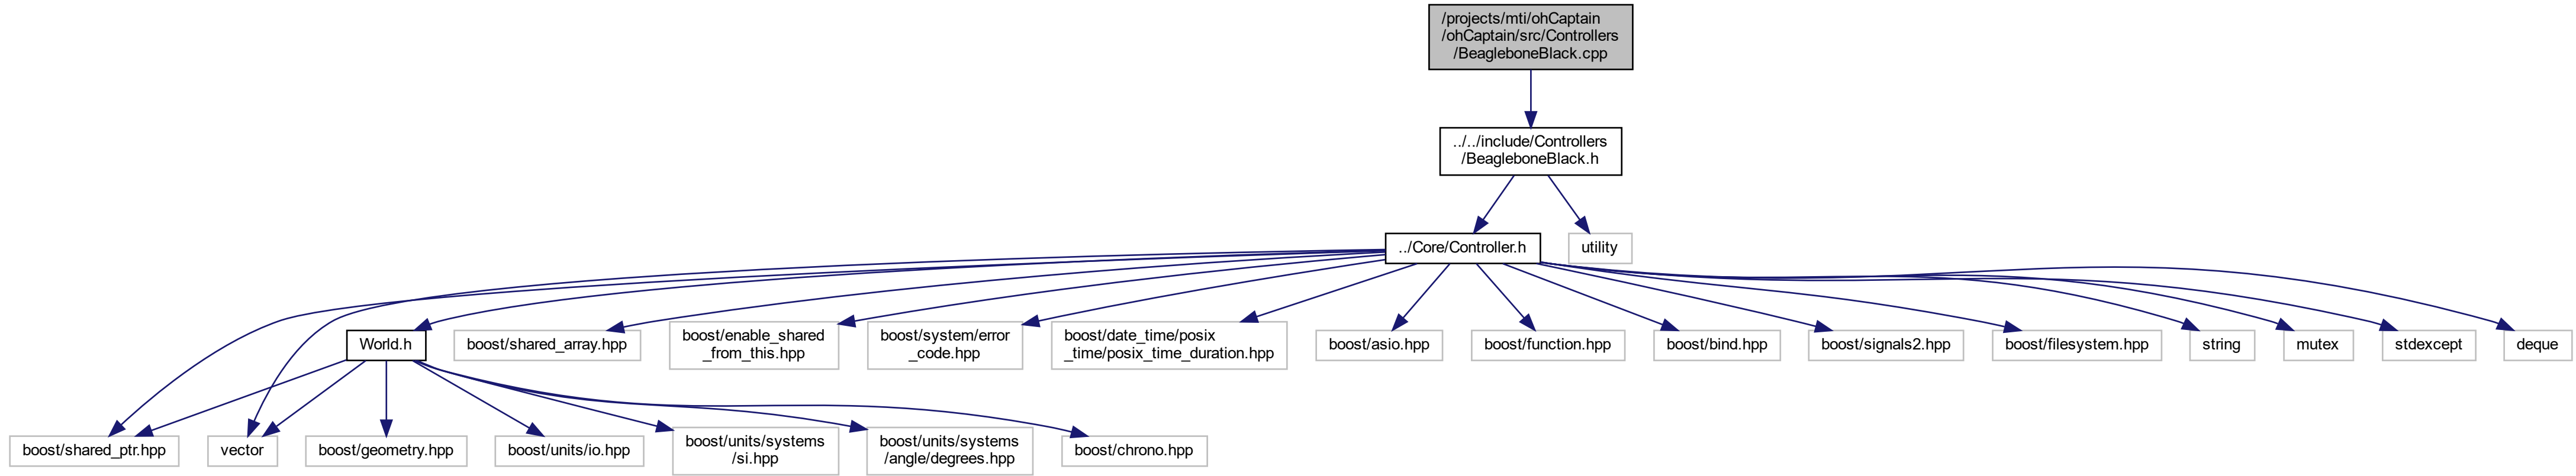 /projects/mti/ohCaptain
/ohCaptain/src/Controllers
/BeagleboneBlack.cpp
../../include/Controllers
/BeagleboneBlack.h
../Core/Controller.h
utility
World.h
boost/shared_array.hpp
boost/enable_shared
_from_this.hpp
boost/system/error
_code.hpp
boost/date_time/posix
_time/posix_time_duration.hpp
boost/asio.hpp
boost/function.hpp
boost/bind.hpp
boost/signals2.hpp
boost/filesystem.hpp
string
mutex
stdexcept
deque
boost/shared_ptr.hpp
vector
boost/geometry.hpp
boost/units/io.hpp
boost/units/systems
/si.hpp
boost/units/systems
/angle/degrees.hpp
boost/chrono.hpp